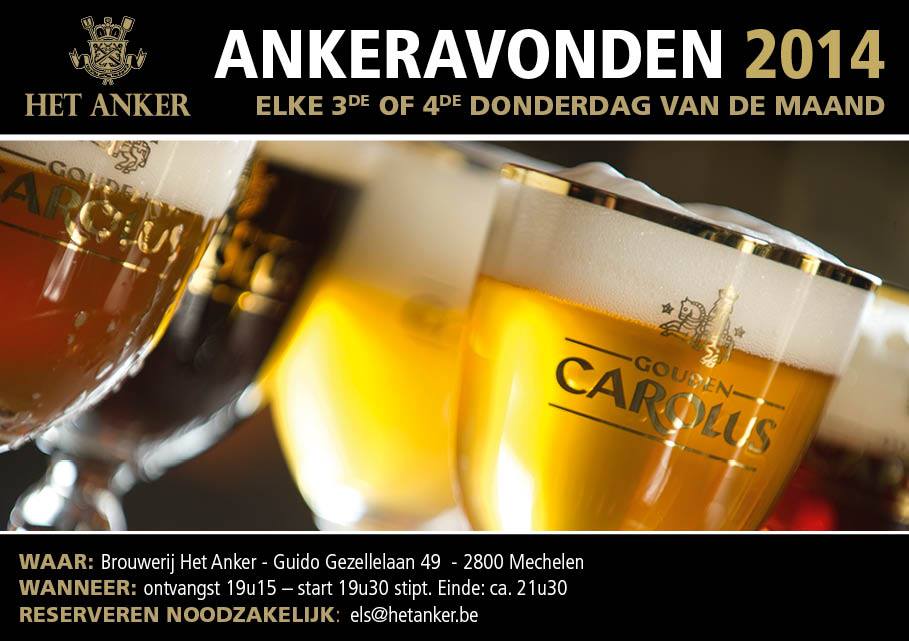 HET ANKER
ANKERAVONDEN 2014
ELKE 3DE OF 4DE DONDERDAG VAN DE MAAND
GOUDEN
CAROLUS
GOUDEN
CAROLUS
WAAR: Brouwerij Het Anker - Guido Gezellelaan 49 - 2800 Mechelen
WANNEER: ontvangst 19u15 – start 19u30 stipt. Einde: ca. 21u30
RESERVEREN NOODZAKELIJK: els@hetanker.be